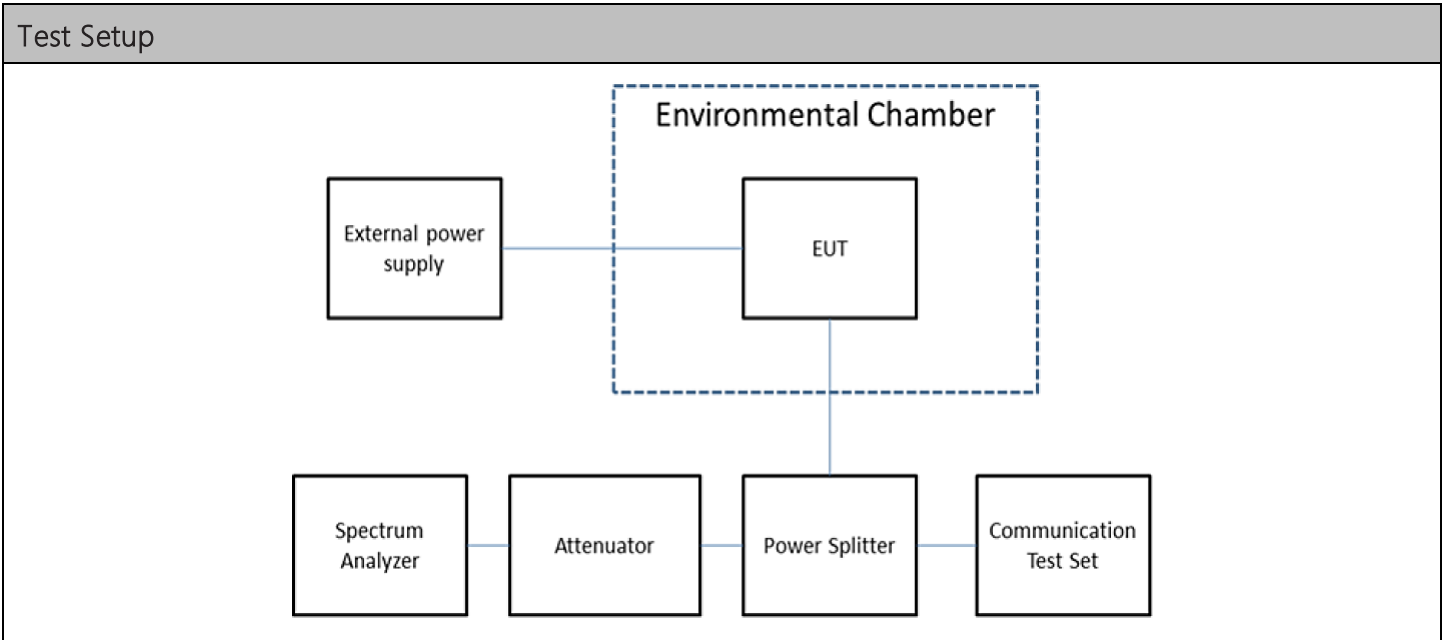 Test Setup
Environmental Chamber
External power
supply
EUT
Spectrum
Analyzer
Attenuator
Power Splitter
Communication
Test Set